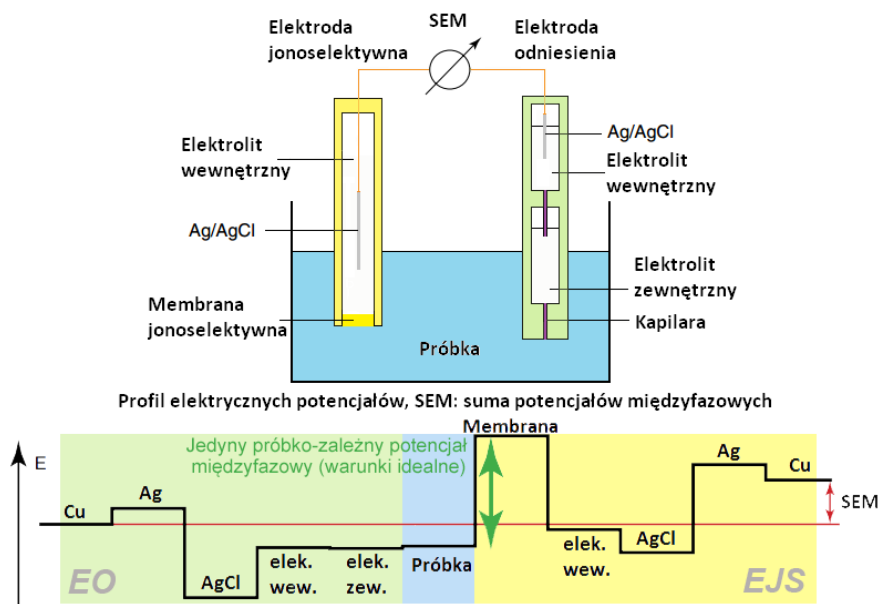 Elektroda
jonoselektywna
SEM
Elektroda
odniesienia
Elektrolit
wewnętrzny
Ag/AgCl
Membrana
jonoselektywna
Ag/AgCl
Elektrolit
wewnętrzny
Elektrolit
zewnętrzny
Kapilara
Próbka
Profil elektrycznych potencjałów, SEM: suma potencjałów międzyfazowych
Membrana
Jedyny próbko-zależny potencjał
międzyfazowy (warunki idealne)
E
Cu
Ag
AgCl
elek.
wew.
elek.
zew.
Próbka
elek.
wew.
AgCl
Ag
Cu
SEM
EO
EJS